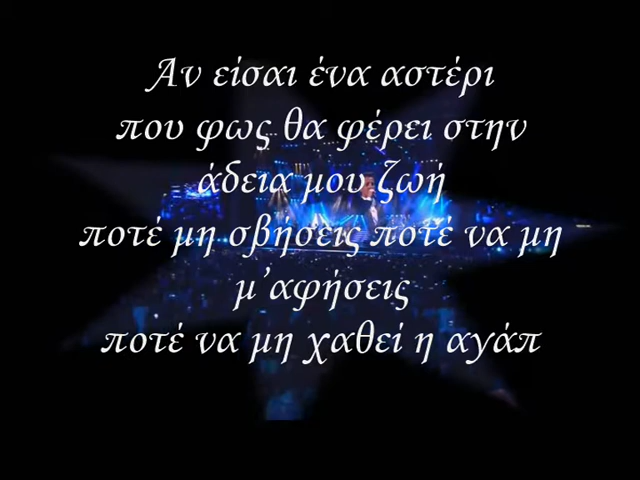 Αν είσαι ένα αστέρι
που φως θα φέρει στην
άδεια μου ζωή
ποτέ μη σβήσεις ποτέ να μη
μ'αφήσεις
ποτέ να μη χαθεί η αγάπ